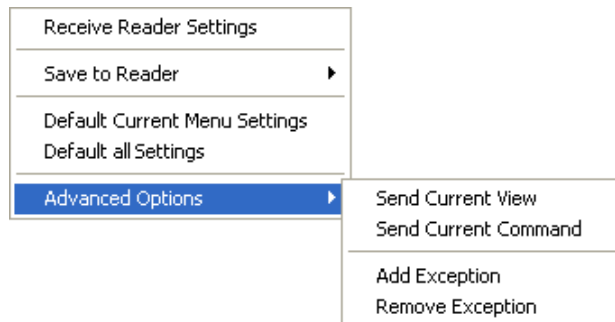 Receive Reader Settings
Save to Reader
Default Current Menu Settings
Default all Settings
Advanced Options
Send Current View
Send Current Command
Add Exception
Remove Exception